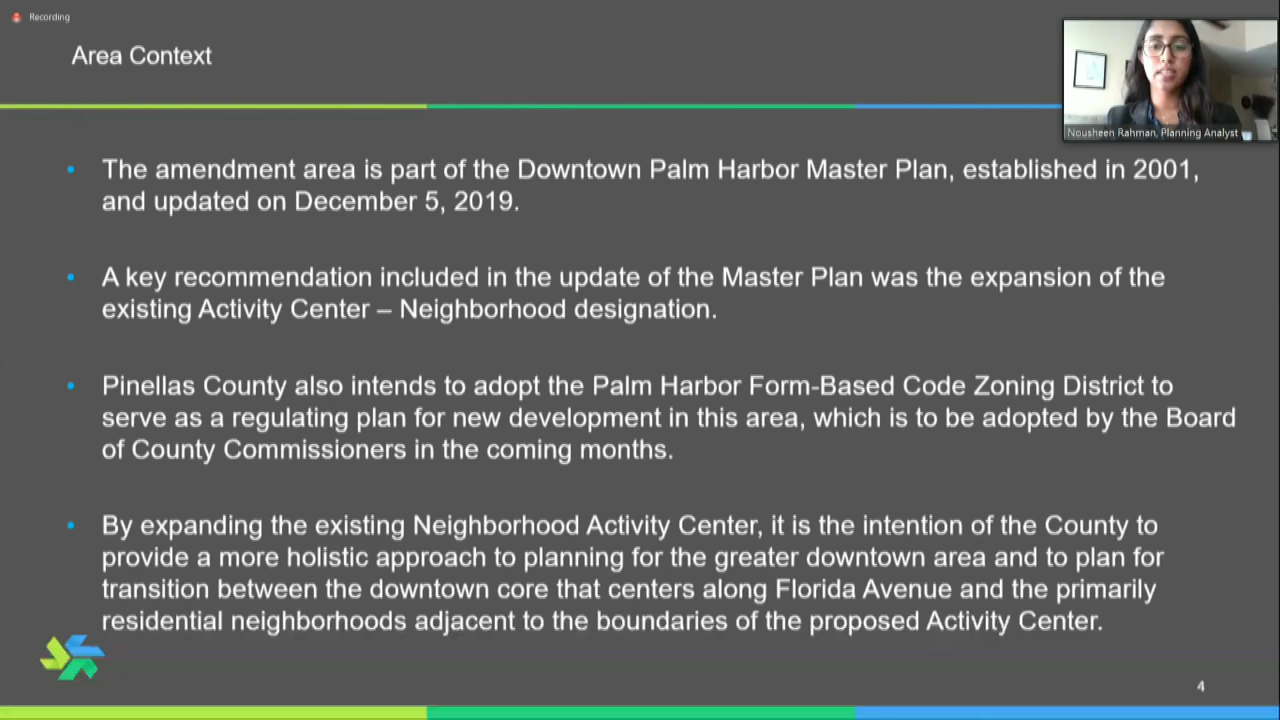 Recording
Area Context
Nousheen Rahman, Planning Analyst
• The amendment area is part of the Downtown Palm Harbor Master Plan, established in 2001,
and updated on December 5, 2019.
• A key recommendation included in the update of the Master Plan was the expansion of the
existing Activity Center – Neighborhood designation.
• Pinellas County also intends to adopt the Palm Harbor Form-Based Code Zoning District to
serve as a regulating plan for new development in this area, which is to be adopted by the Board
of County Commissioners in the coming months.
• By expanding the existing Neighborhood Activity Center, it is the intention of the County to
provide a more holistic approach to planning for the greater downtown area and to plan for
transition between the downtown core that centers along Florida Avenue and the primarily
residential neighborhoods adjacent to the boundaries of the proposed Activity Center.
4